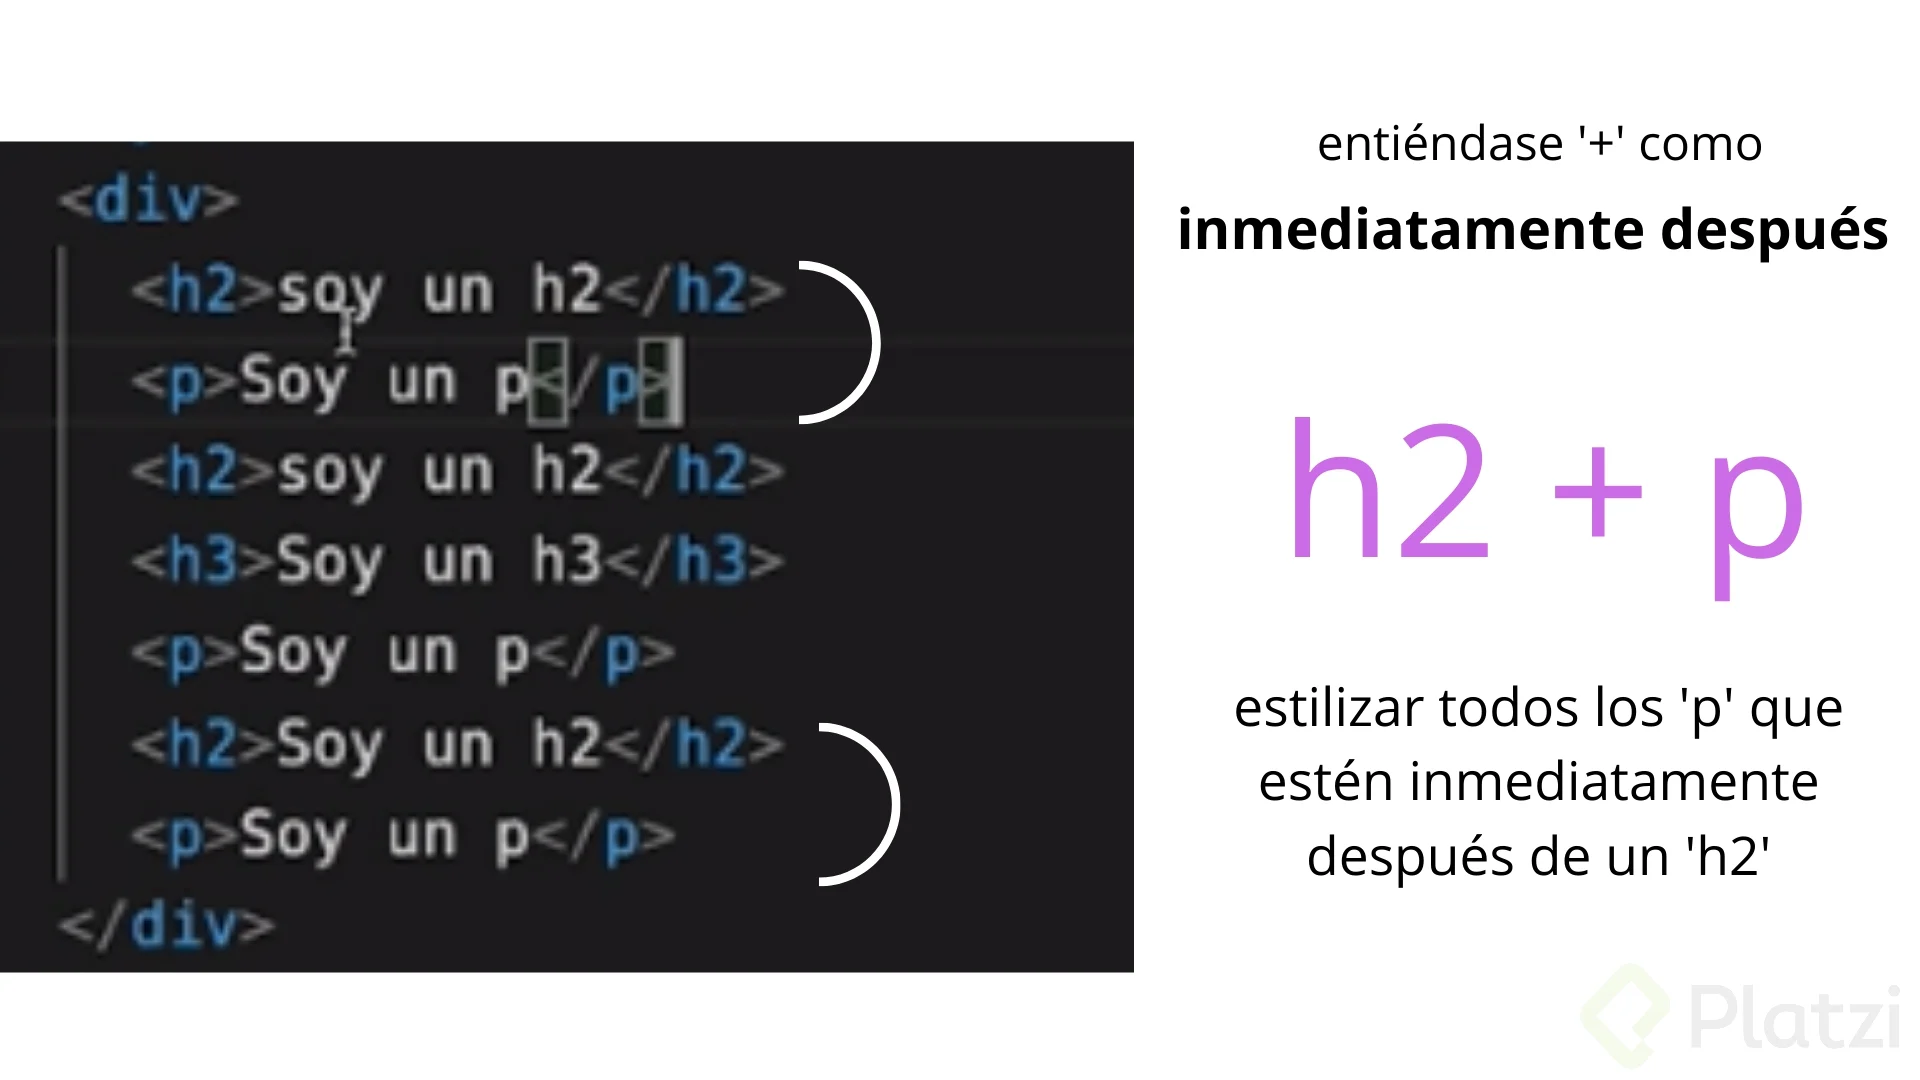 <div>
<h2>soy un h2</h2>
<p>Soy un p</p>
<h2>soy un h2</h2>
<h3>Soy un h3</h3>
<p>Soy un p</p>
<h2>Soy un h2</h2>
<p>Soy un p</p>
</div>
entiéndase '+' como
inmediatamente después
h2 + p
estilizar todos los 'p' que
estén inmediatamente
después de un 'h2'
Platzi